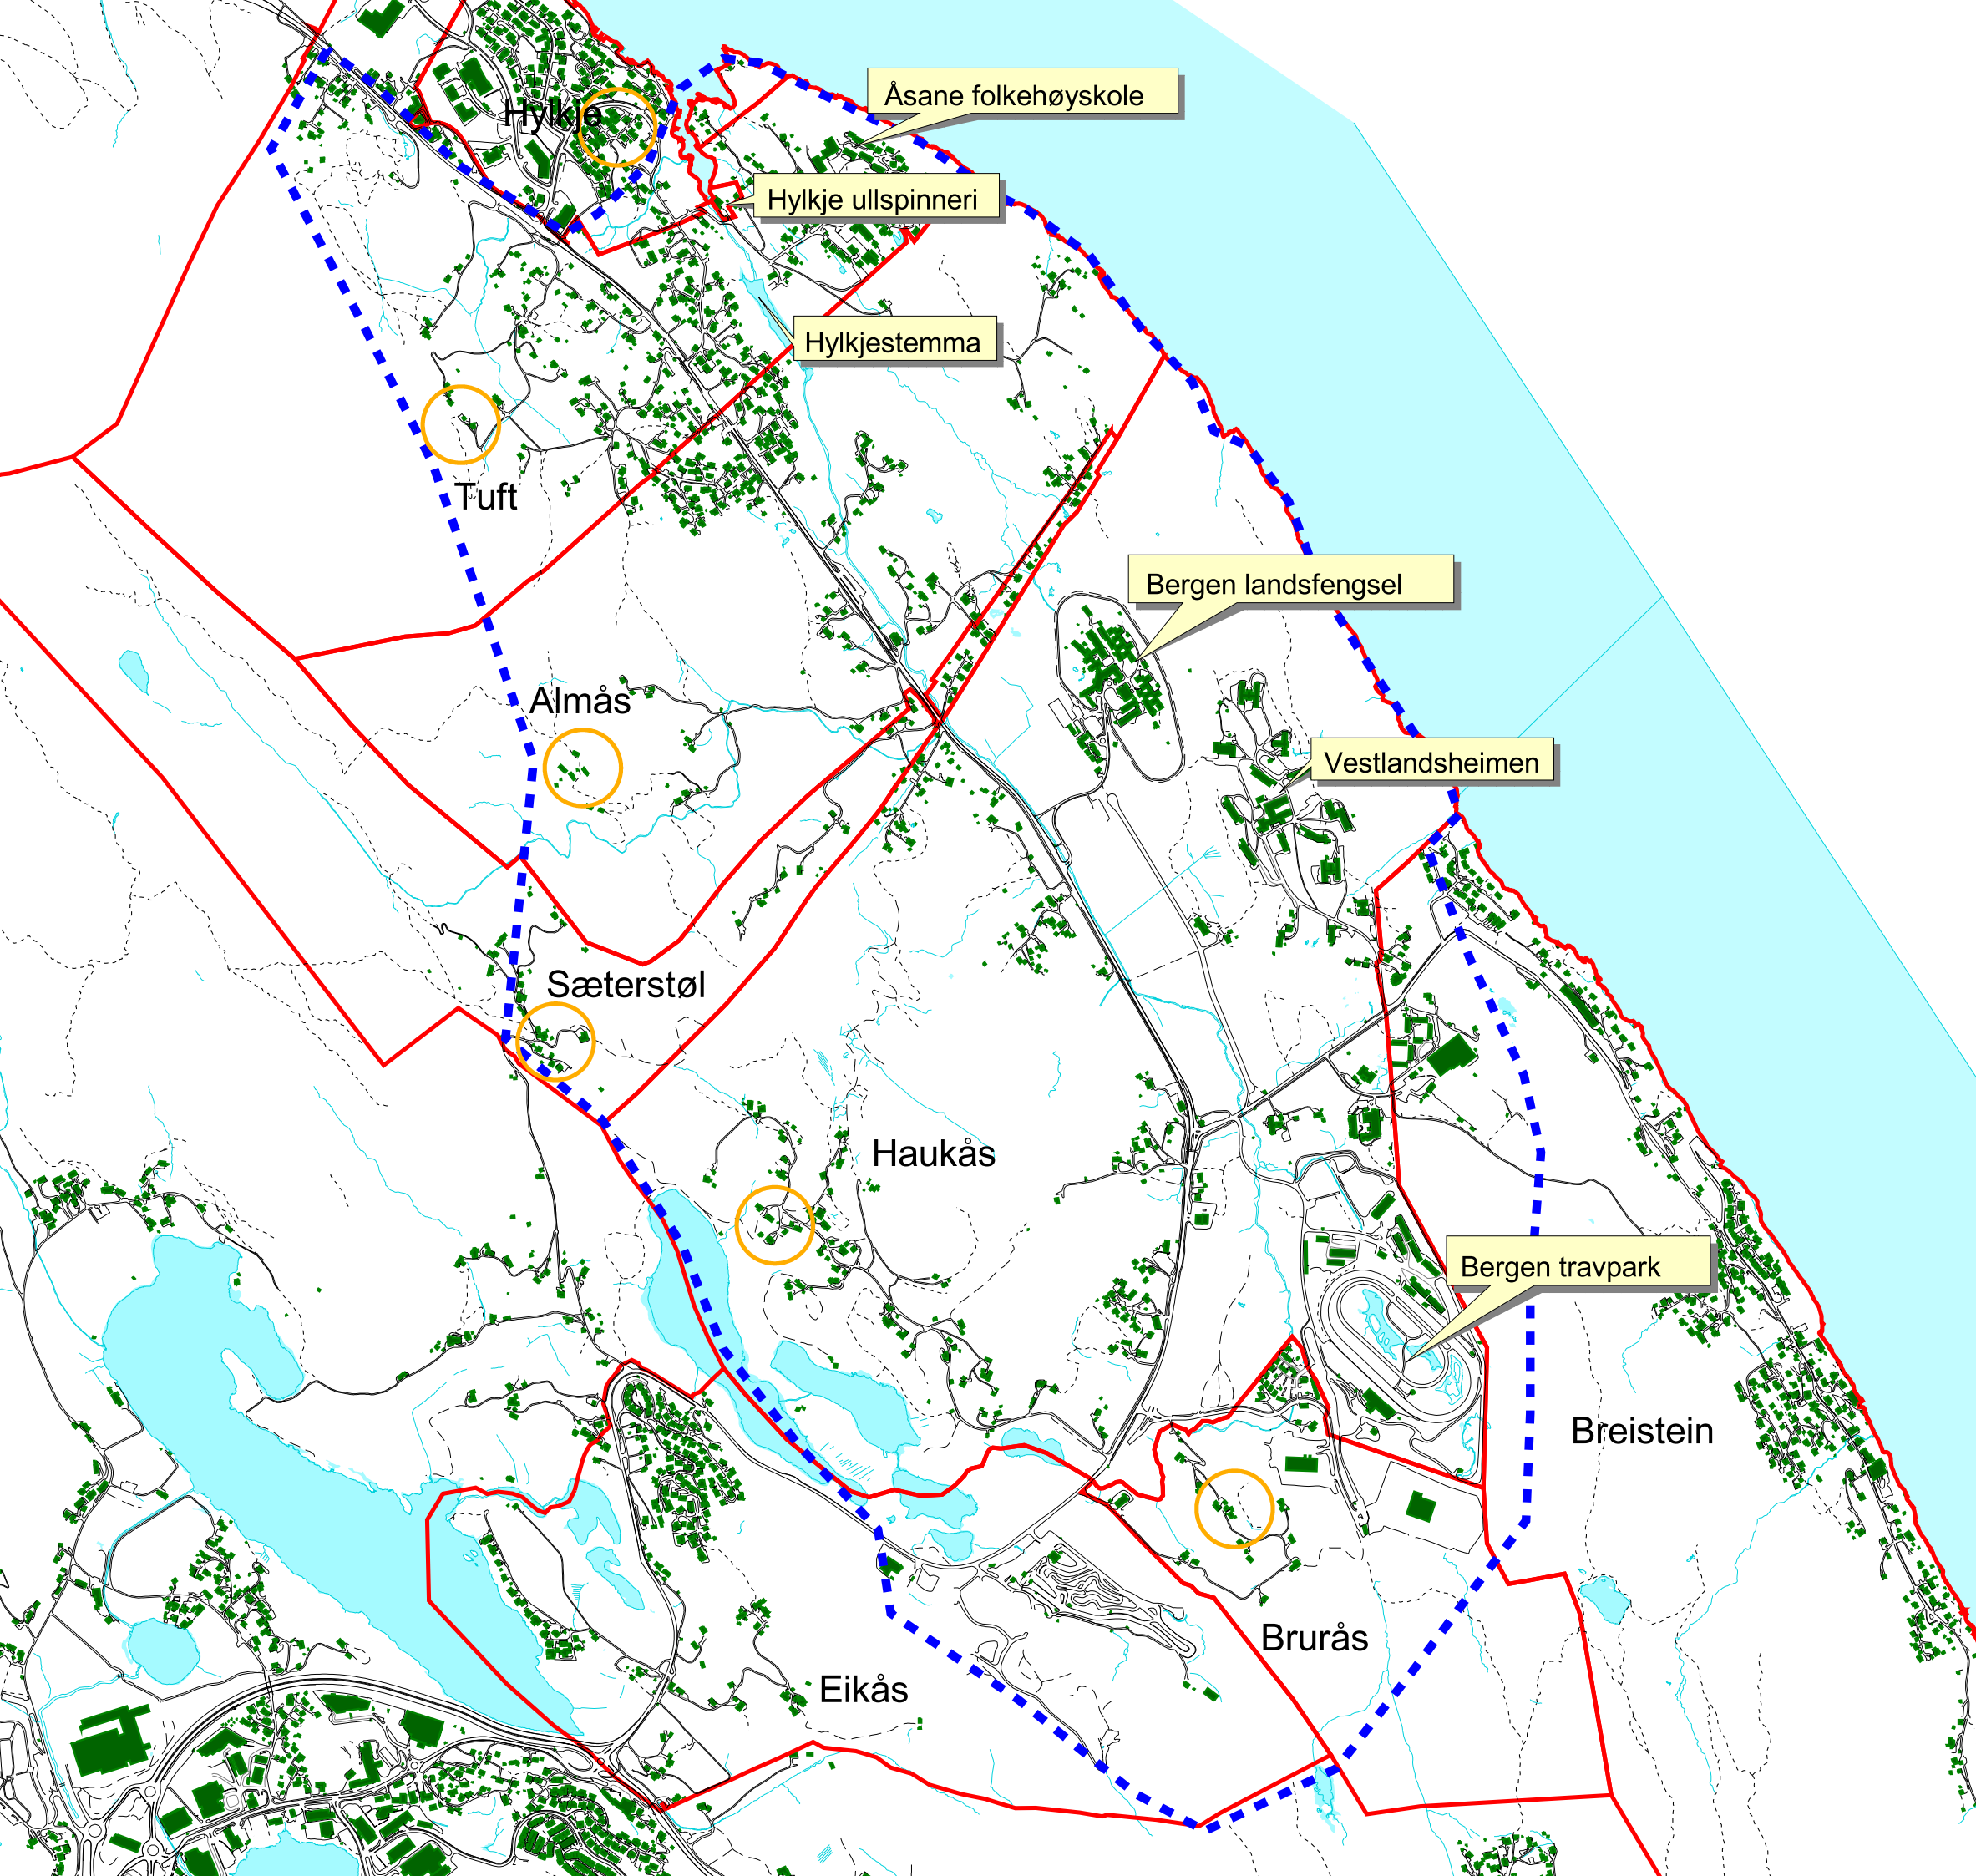 Åsane folkehøyskole
Hylkje
Hylkje ullspinneri
Hylkjestemma
Tuft
Bergen landsfengsel
Almås
Vestlandsheimen
Sæterstøl
Haukås
Bergen travpark
Breistein
Brurås
Eikås